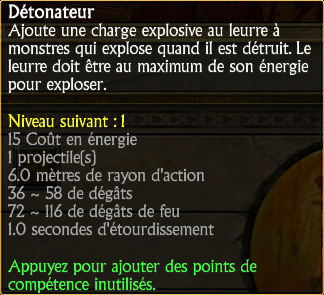 Détonateur
Ajoute une charge explosive au leurre à
monstres qui explose quand il est détruit. Le
leurre doit être au maximum de son énergie
pour exploser.
Niveau suivant : 1
15 Coût en énergie
1 projectile(s)
6.0 mètres de rayon d'action
36 ~ 58 de dégâts
72 ~ 116 de dégâts de feu
1.0 secondes d'étourdissement
Appuyez pour ajouter des points de
compétence inutilisés.